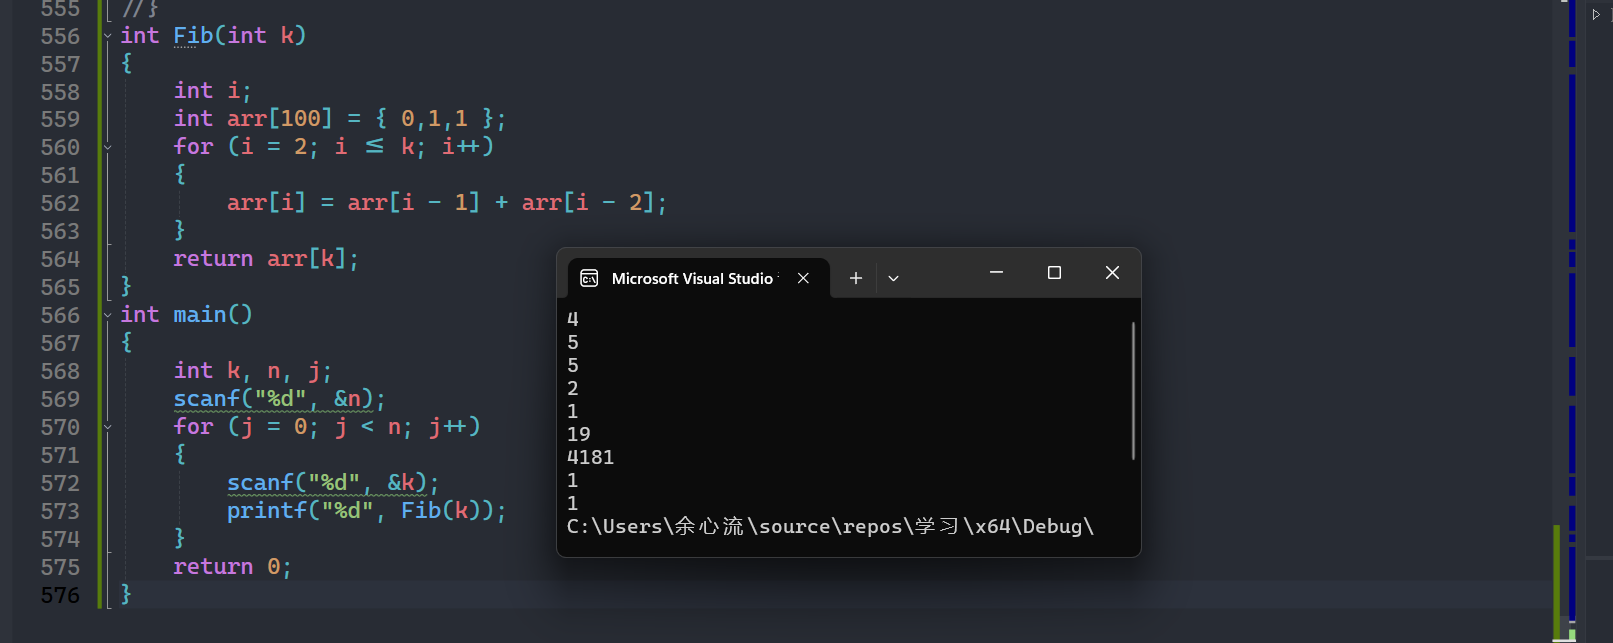 555 //}
556 int Fib(int k)
557 {
558 int i;
559 int arr[100] = { 0,1,1 };
560 for (i = 2; i <= k; i++)
561 {
562 arr[i] = arr[i - 1] + arr[i - 2];
563 }
564 return arr[k];
565 }
566 int main()
567 {
568 int k, n, j;
569 scanf("%d", &n);
570 for (j = 0; j < n; j++)
571 {
572 scanf("%d", &k);
573 printf("%d", Fib(k));
574 }
575 return 0;
576 }
Microsoft Visual Studio
4
5
5
2
1
19
4181
1
1
C:\Users\余心流\source\repos\学习\x64\Debug\